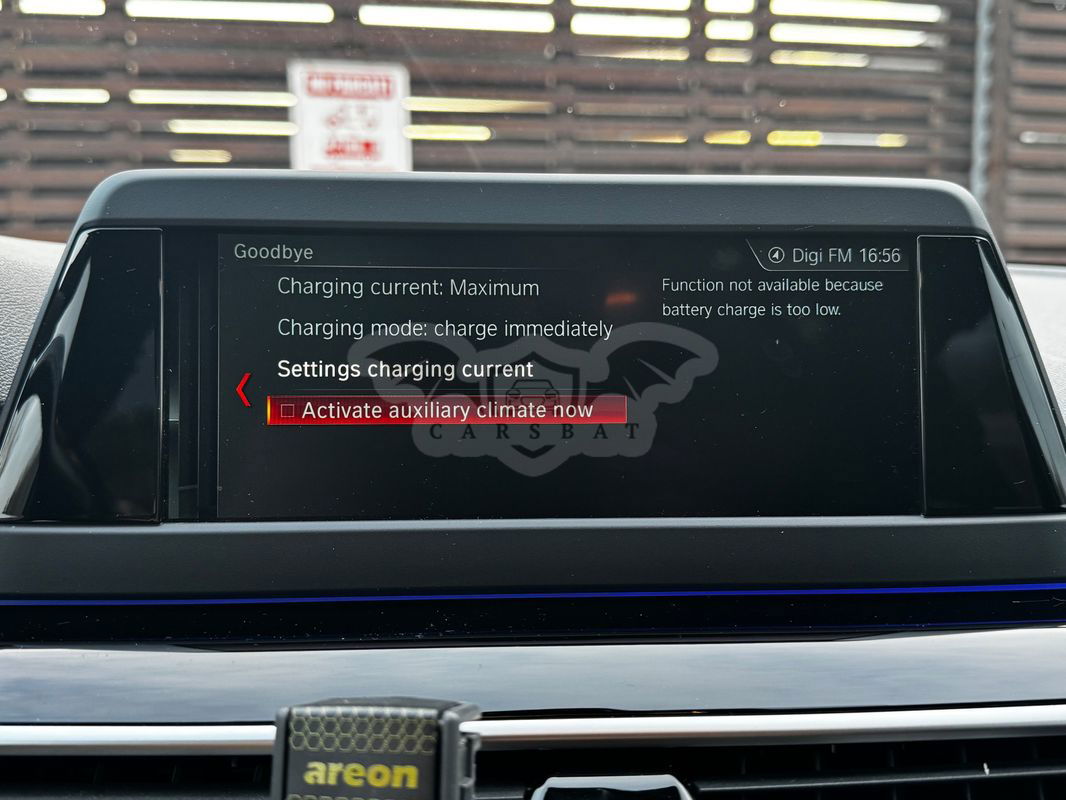 Goodbye
Digi FM 16:56
Charging current: Maximum
Charging mode: charge immediately
Settings charging current
Activate auxiliary climate now
Function not available because
battery charge is too low.
CARSBAT
areon